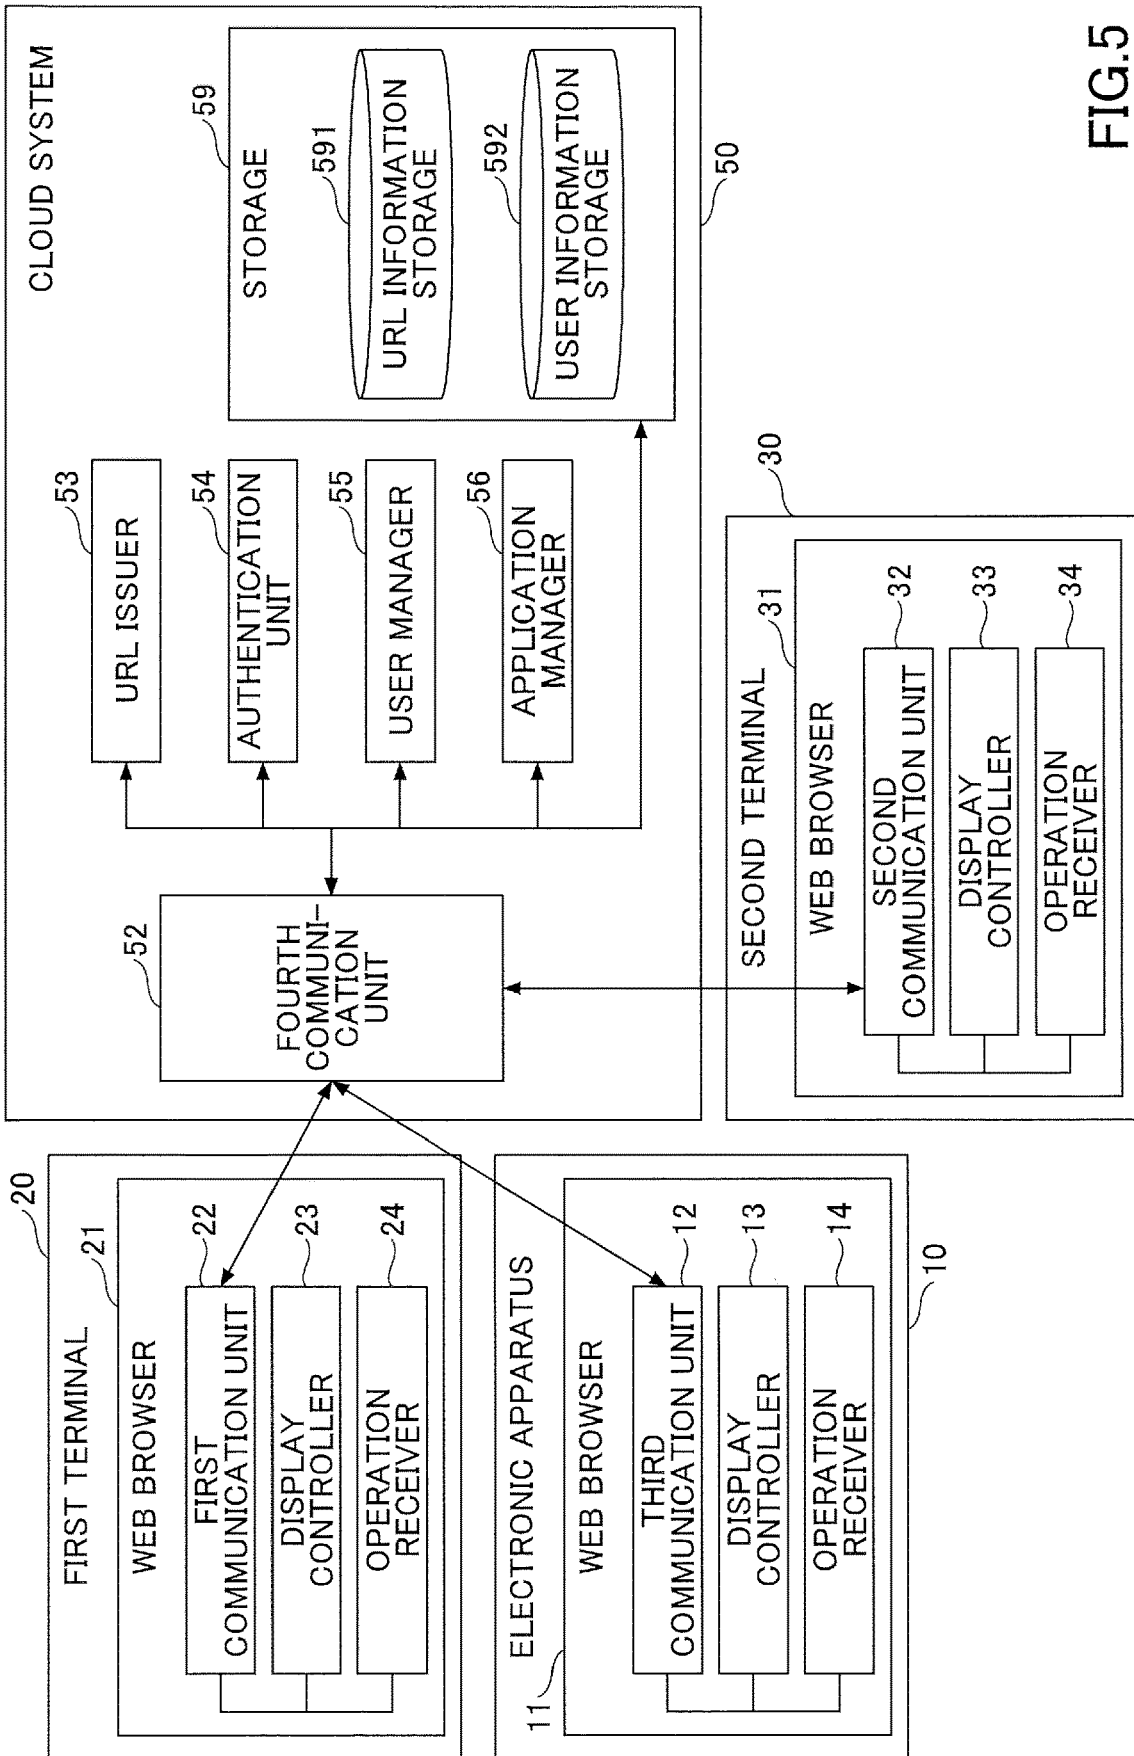 FIG.5
FIRST TERMINAL
20
WEB BROWSER
21
FIRST
COMMUNICATION UNIT
22
DISPLAY
CONTROLLER
23
OPERATION
RECEIVER
24
ELECTRONIC APPARATUS
10
WEB BROWSER
11
THIRD
COMMUNICATION UNIT
12
DISPLAY
CONTROLLER
13
OPERATION
RECEIVER
14
CLOUD SYSTEM
50
FOURTH
COMMUNI-
CATION
UNIT
52
URL ISSUER
53
AUTHENTICATION
UNIT
54
USER MANAGER
55
APPLICATION
MANAGER
56
STORAGE
59
URL INFORMATION
STORAGE
591
USER INFORMATION
STORAGE
592
SECOND TERMINAL
30
WEB BROWSER
31
SECOND
COMMUNICATION UNIT
32
DISPLAY
CONTROLLER
33
OPERATION
RECEIVER
34